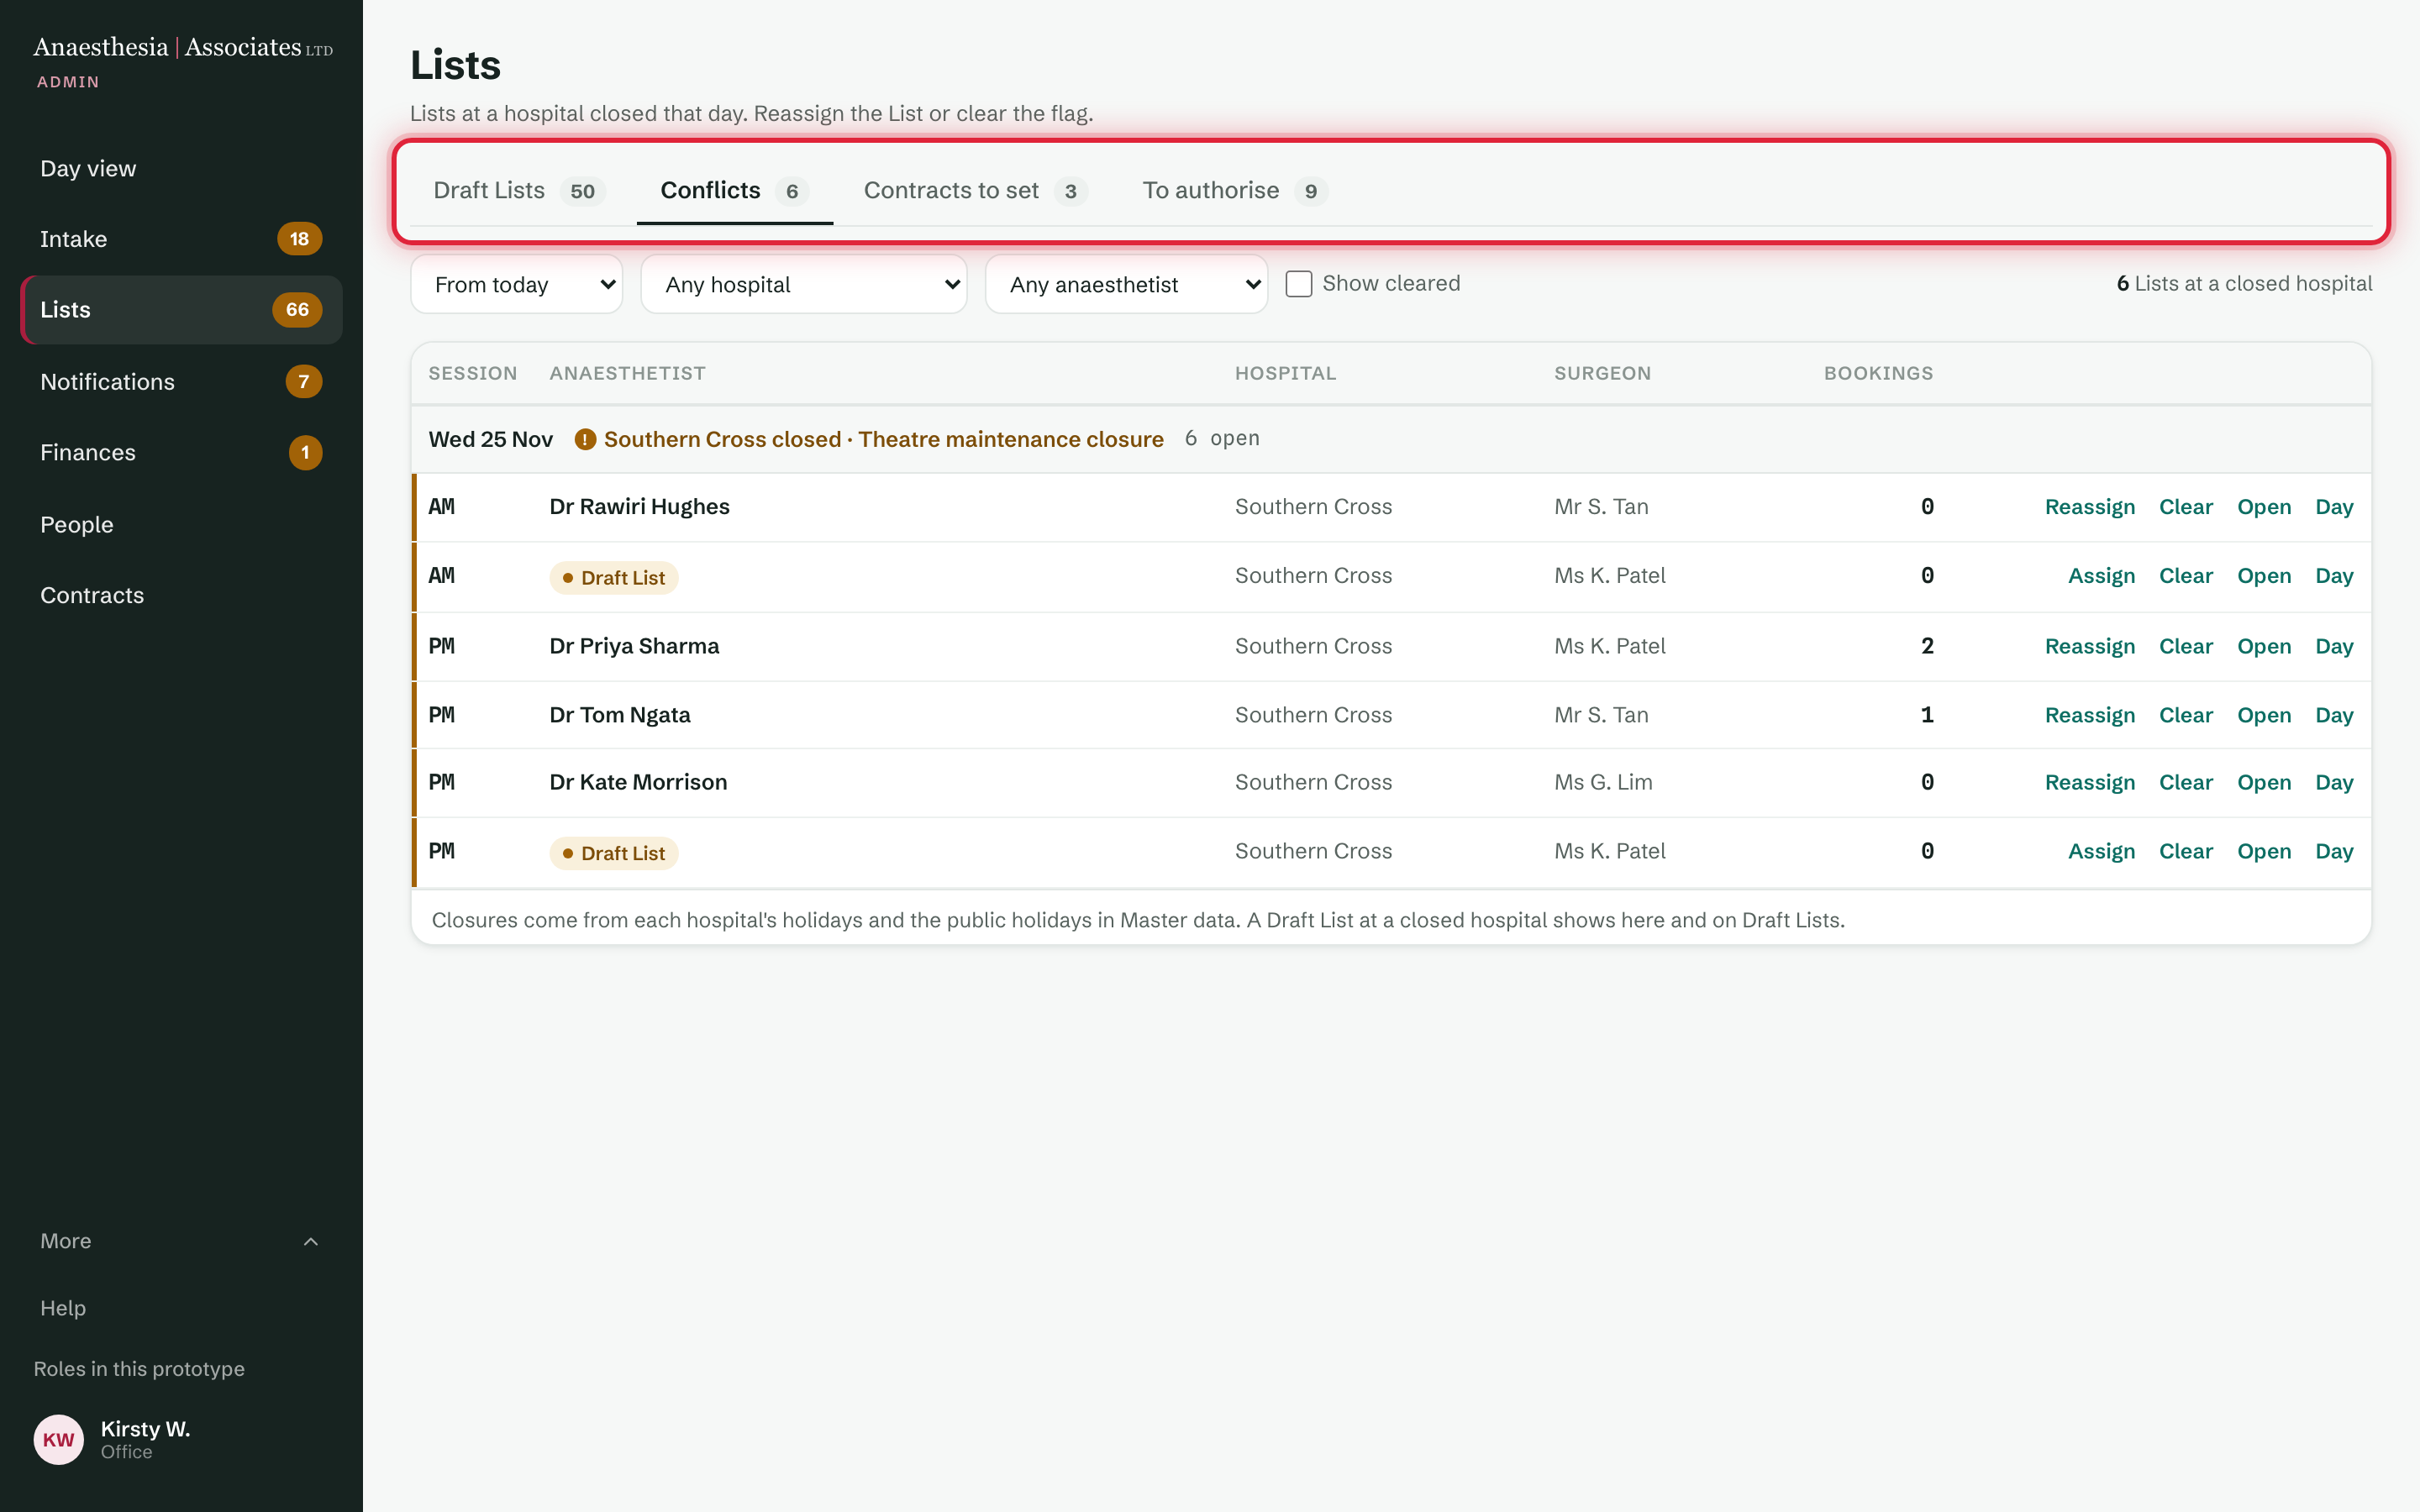 Anaesthesia | Associates LTD
ADMIN
Day view
Intake 18
Lists 66
Notifications 7
Finances 1
People
Contracts
More
Help
Roles in this prototype
KW
Kirsty W.
Office
Lists
Lists at a hospital closed that day. Reassign the List or clear the flag.
Draft Lists 50 Conflicts 6 Contracts to set 3 To authorise 9
From today Any hospital Any anaesthetist Show cleared 6 Lists at a closed hospital
SESSION ANAESTHETIST HOSPITAL SURGEON BOOKINGS
Wed 25 Nov ! Southern Cross closed · Theatre maintenance closure 6 open
AM Dr Rawiri Hughes Southern Cross Mr S. Tan 0 Reassign Clear Open Day
AM Draft List Southern Cross Ms K. Patel 0 Assign Clear Open Day
PM Dr Priya Sharma Southern Cross Ms K. Patel 2 Reassign Clear Open Day
PM Dr Tom Ngata Southern Cross Mr S. Tan 1 Reassign Clear Open Day
PM Dr Kate Morrison Southern Cross Ms G. Lim 0 Reassign Clear Open Day
PM Draft List Southern Cross Ms K. Patel 0 Assign Clear Open Day
Closures come from each hospital's holidays and the public holidays in Master data. A Draft List at a closed hospital shows here and on Draft Lists.